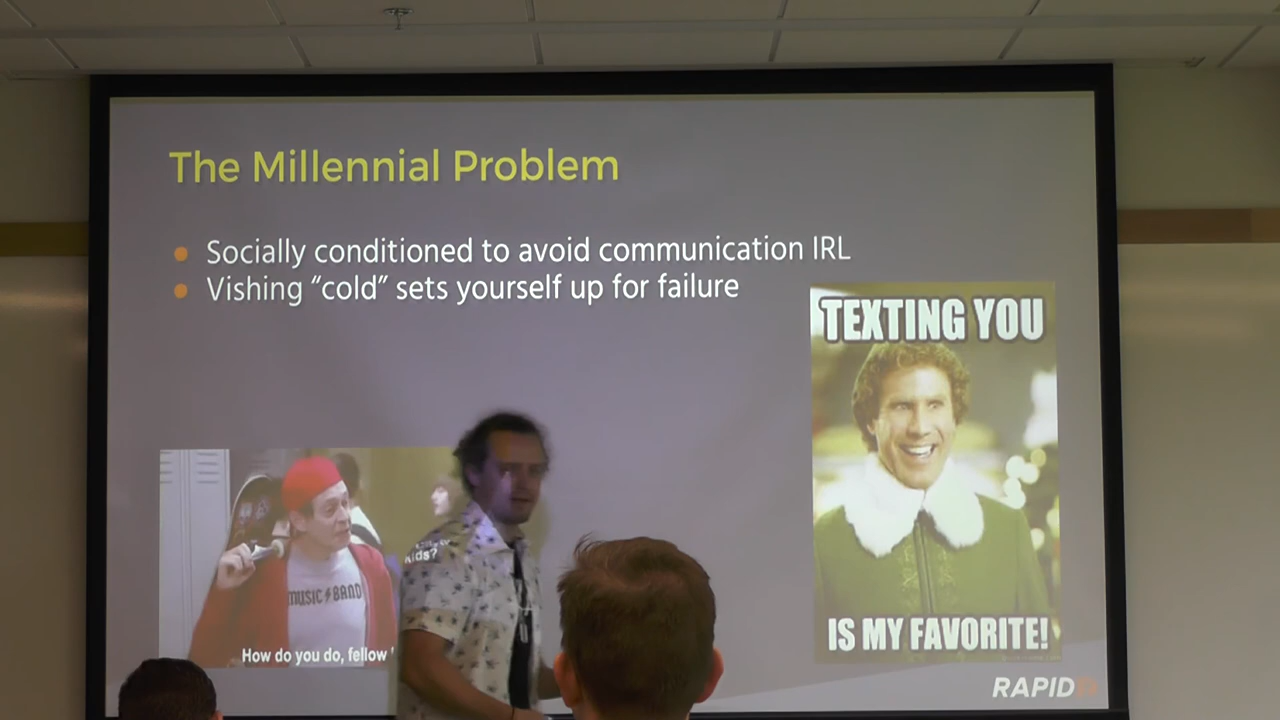 The Millennial Problem
Socially conditioned to avoid communication IRL
Vishing “cold” sets yourself up for failure
TEXTING YOU
IS MY FAVORITE!
Kids?
MUSIC BAND
How do you do, fellow
RAPID